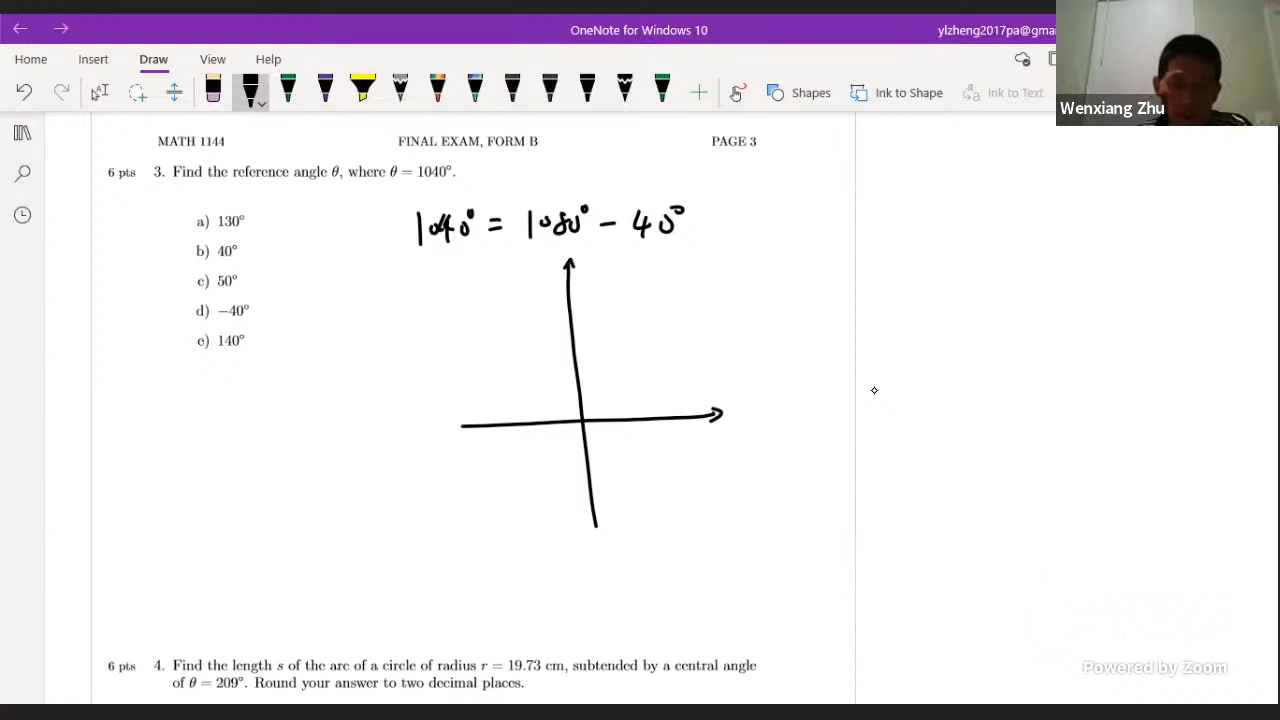 OneNote for Windows 10
ylzheng2017pa@gma
Home Insert Draw View Help
Shapes Ink to Shape Ink to Text
Wenxiang Zhu
MATH 1144 FINAL EXAM, FORM B PAGE 3
6 pts 3. Find the reference angle θ, where θ = 1040°.
1040° = 1080° − 40°
a) 130°
b) 40°
c) 50°
d) −40°
e) 140°
6 pts 4. Find the length s of the arc of a circle of radius r = 19.73 cm, subtended by a central angle
of θ = 209°. Round your answer to two decimal places.
Powered by Zoom